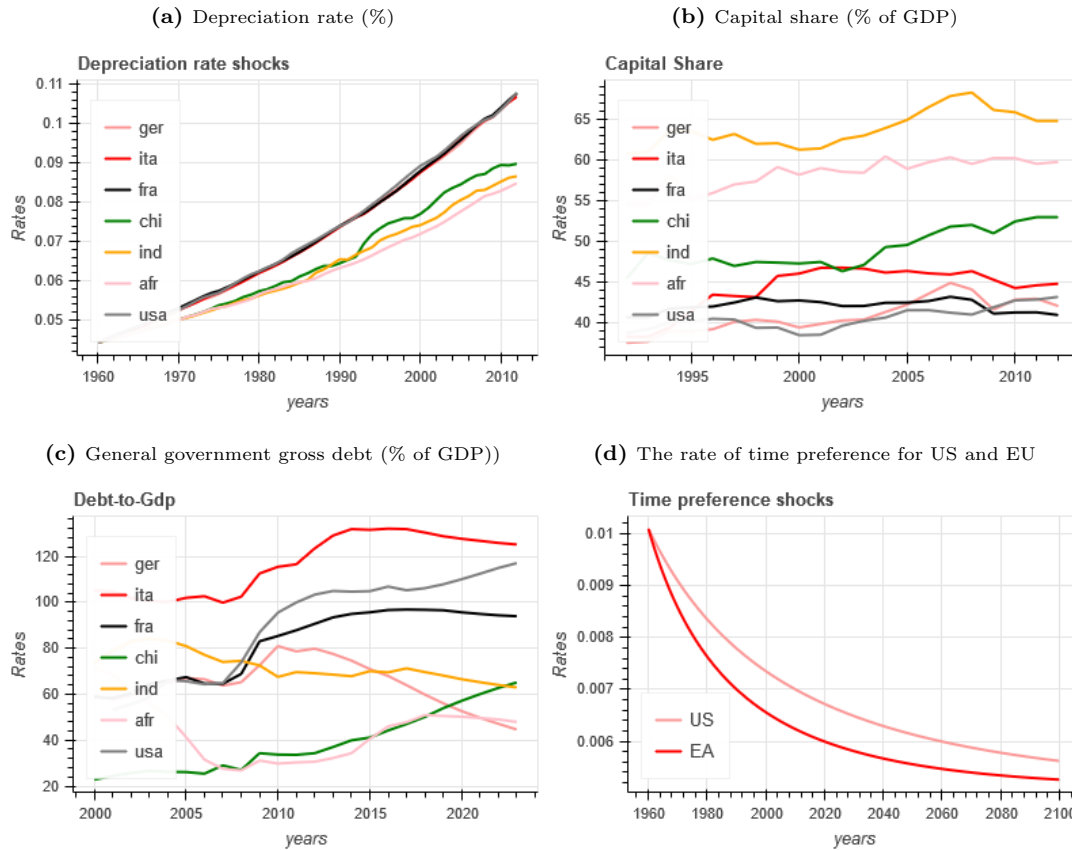 (a) Depreciation rate (%)
Depreciation rate shocks
0.11
0.1
0.09
0.08
0.07
0.06
0.05
Rates
ger
ita
fra
chi
ind
afr
usa
1960 1970 1980 1990 2000 2010
years
(b) Capital share (% of GDP)
Capital Share
65
60
55
50
45
40
Rates
ger
ita
fra
chi
ind
afr
usa
1995 2000 2005 2010
years
(c) General government gross debt (% of GDP))
Debt-to-Gdp
120
100
80
60
40
20
Rates
ger
ita
fra
chi
ind
afr
usa
2000 2005 2010 2015 2020
years
(d) The rate of time preference for US and EU
Time preference shocks
0.01
0.009
0.008
0.007
0.006
Rates
US
EA
1960 1980 2000 2020 2040 2060 2080 2100
years